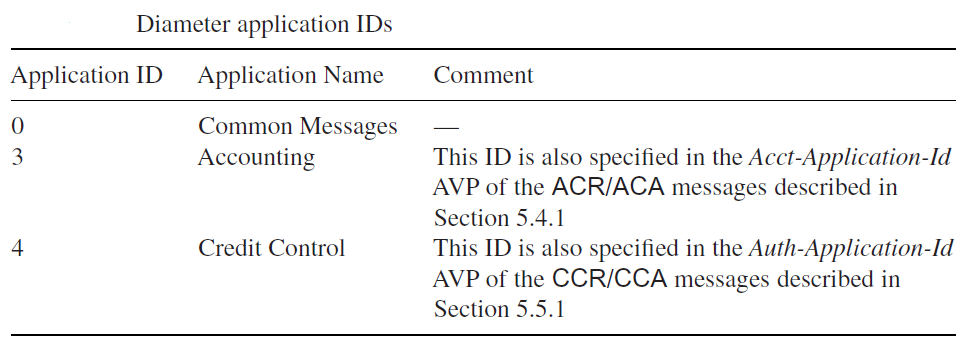 Diameter application IDs
Application ID Application Name Comment
0 Common Messages —
3 Accounting This ID is also specified in the Acct-Application-Id
AVP of the ACR/ACA messages described in
Section 5.4.1
4 Credit Control This ID is also specified in the Auth-Application-Id
AVP of the CCR/CCA messages described in
Section 5.5.1